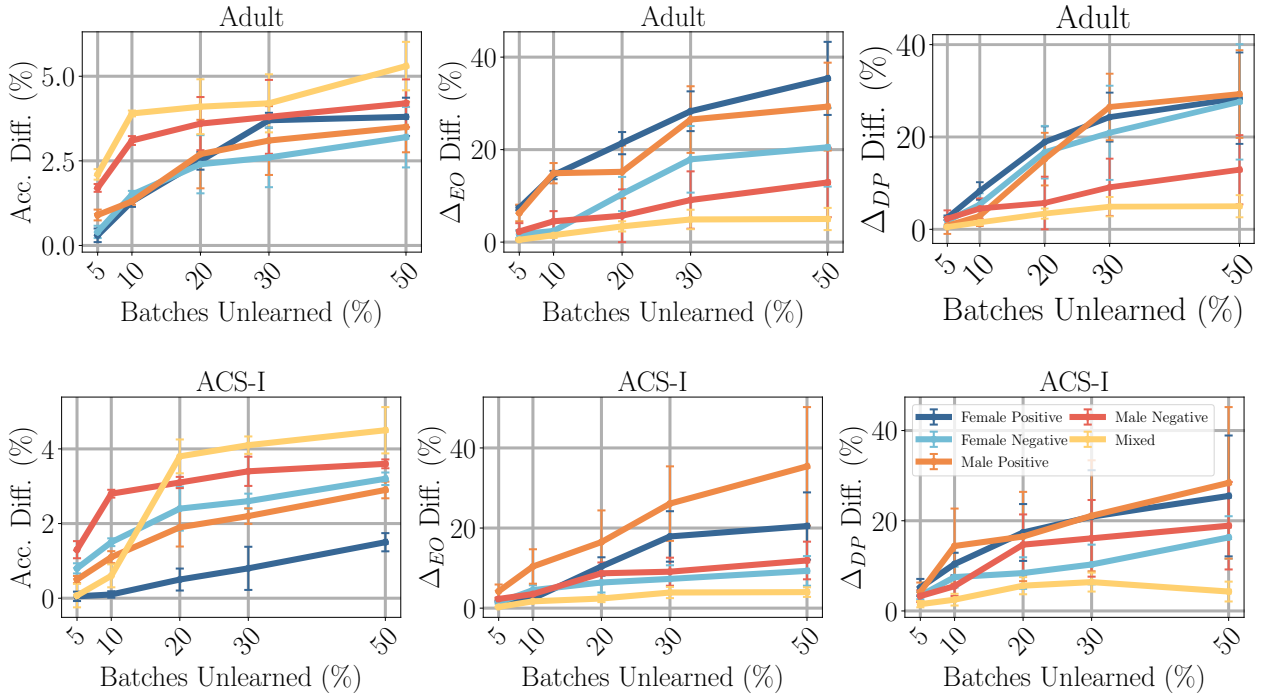 Adult
Acc. Diff. (%)
5.0
2.5
0.0
5 10 20 30 50
Batches Unlearned (%)
Adult
Δ_EO Diff. (%)
40
20
0
5 10 20 30 50
Batches Unlearned (%)
Adult
Δ_DP Diff. (%)
40
20
0
5 10 20 30 50
Batches Unlearned (%)
ACS-I
Acc. Diff. (%)
4
2
0
5 10 20 30 50
Batches Unlearned (%)
ACS-I
Δ_EO Diff. (%)
40
20
0
5 10 20 30 50
Batches Unlearned (%)
ACS-I
Female Positive
Female Negative
Male Positive
Male Negative
Mixed
Δ_DP Diff. (%)
40
20
0
5 10 20 30 50
Batches Unlearned (%)